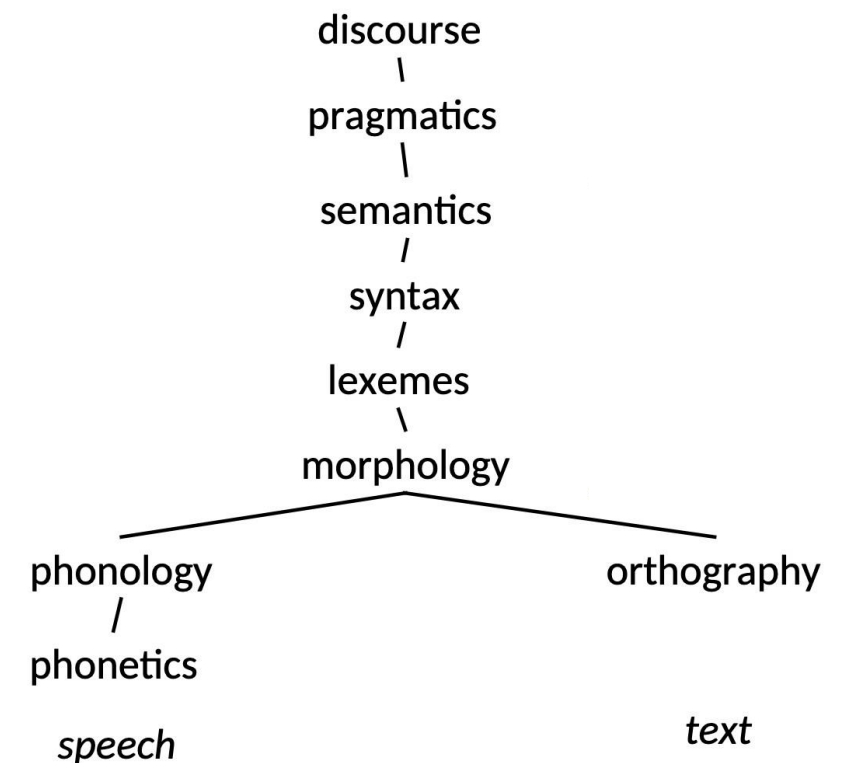 discourse
pragmatics
semantics
syntax
lexemes
morphology
phonology orthography
phonetics
text
speech